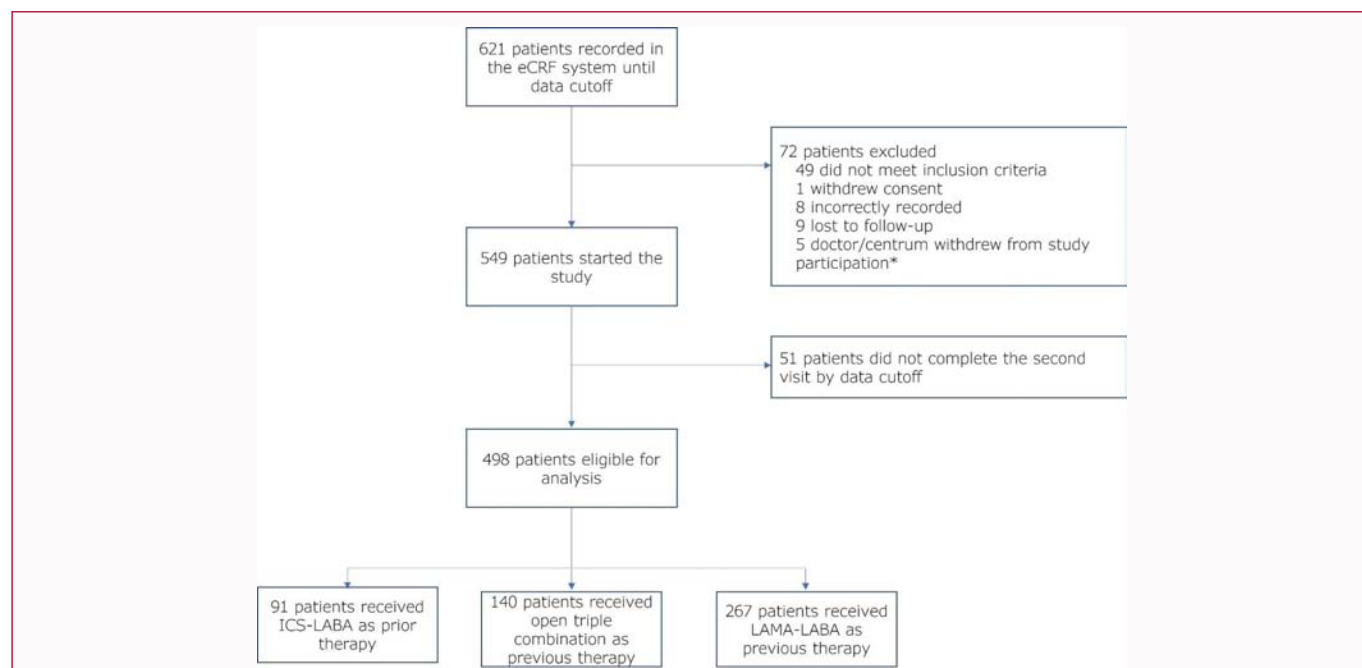 621 patients recorded in
the eCRF system until
data cutoff
72 patients excluded
49 did not meet inclusion criteria
1 withdrew consent
8 incorrectly recorded
9 lost to follow-up
5 doctor/centrum withdrew from study
participation*
549 patients started the
study
51 patients did not complete the second
visit by data cutoff
498 patients eligible for
analysis
91 patients received
ICS-LABA as prior
therapy
140 patients received
open triple
combination as
previous therapy
267 patients received
LAMA-LABA as
previous therapy